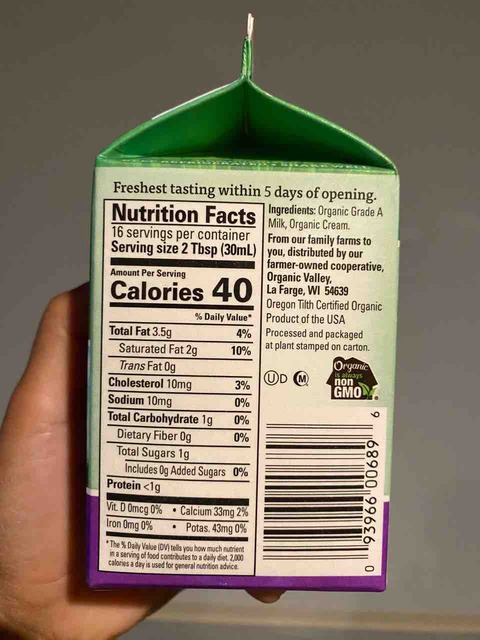 REFRIGERATED • SHAKE WELL
Freshest tasting within 5 days of opening.
Nutrition Facts
16 servings per container
Serving size 2 Tbsp (30mL)
Amount Per Serving
Calories 40
% Daily Value*
Total Fat 3.5g 4%
Saturated Fat 2g 10%
Trans Fat 0g
Cholesterol 10mg 3%
Sodium 10mg 0%
Total Carbohydrate 1g 0%
Dietary Fiber 0g 0%
Total Sugars 1g
Includes 0g Added Sugars 0%
Protein <1g
Vit. D 0mcg 0% • Calcium 33mg 2%
Iron 0mg 0% • Potas. 43mg 0%
*The % Daily Value (DV) tells you how much nutrient
in a serving of food contributes to a daily diet. 2,000
calories a day is used for general nutrition advice.
Ingredients: Organic Grade A
Milk, Organic Cream.
From our family farms to
you, distributed by our
farmer-owned cooperative,
Organic Valley,
La Farge, WI 54639
Oregon Tilth Certified Organic
Product of the USA
Processed and packaged
at plant stamped on carton.
U D M
Organic
is always
non
GMO
0 93966 00689 6